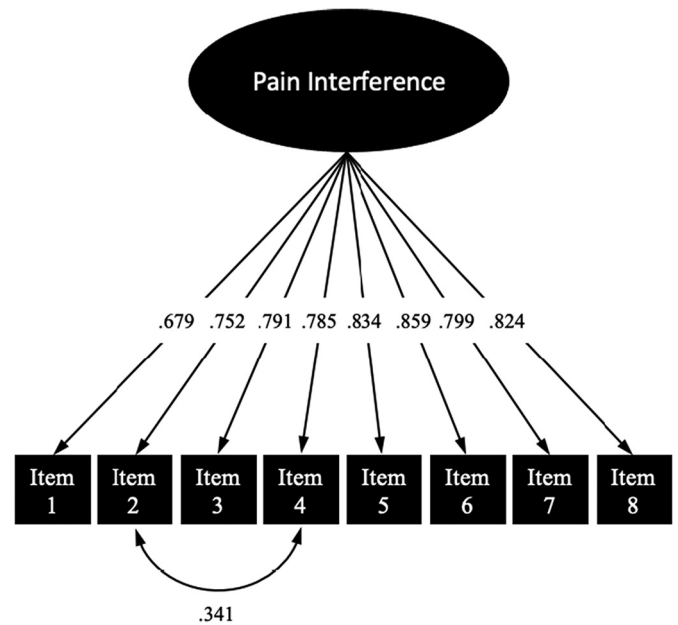 Pain Interference
.679 .752 .791 .785 .834 .859 .799 .824
Item Item Item Item Item Item Item Item
1 2 3 4 5 6 7 8
.341